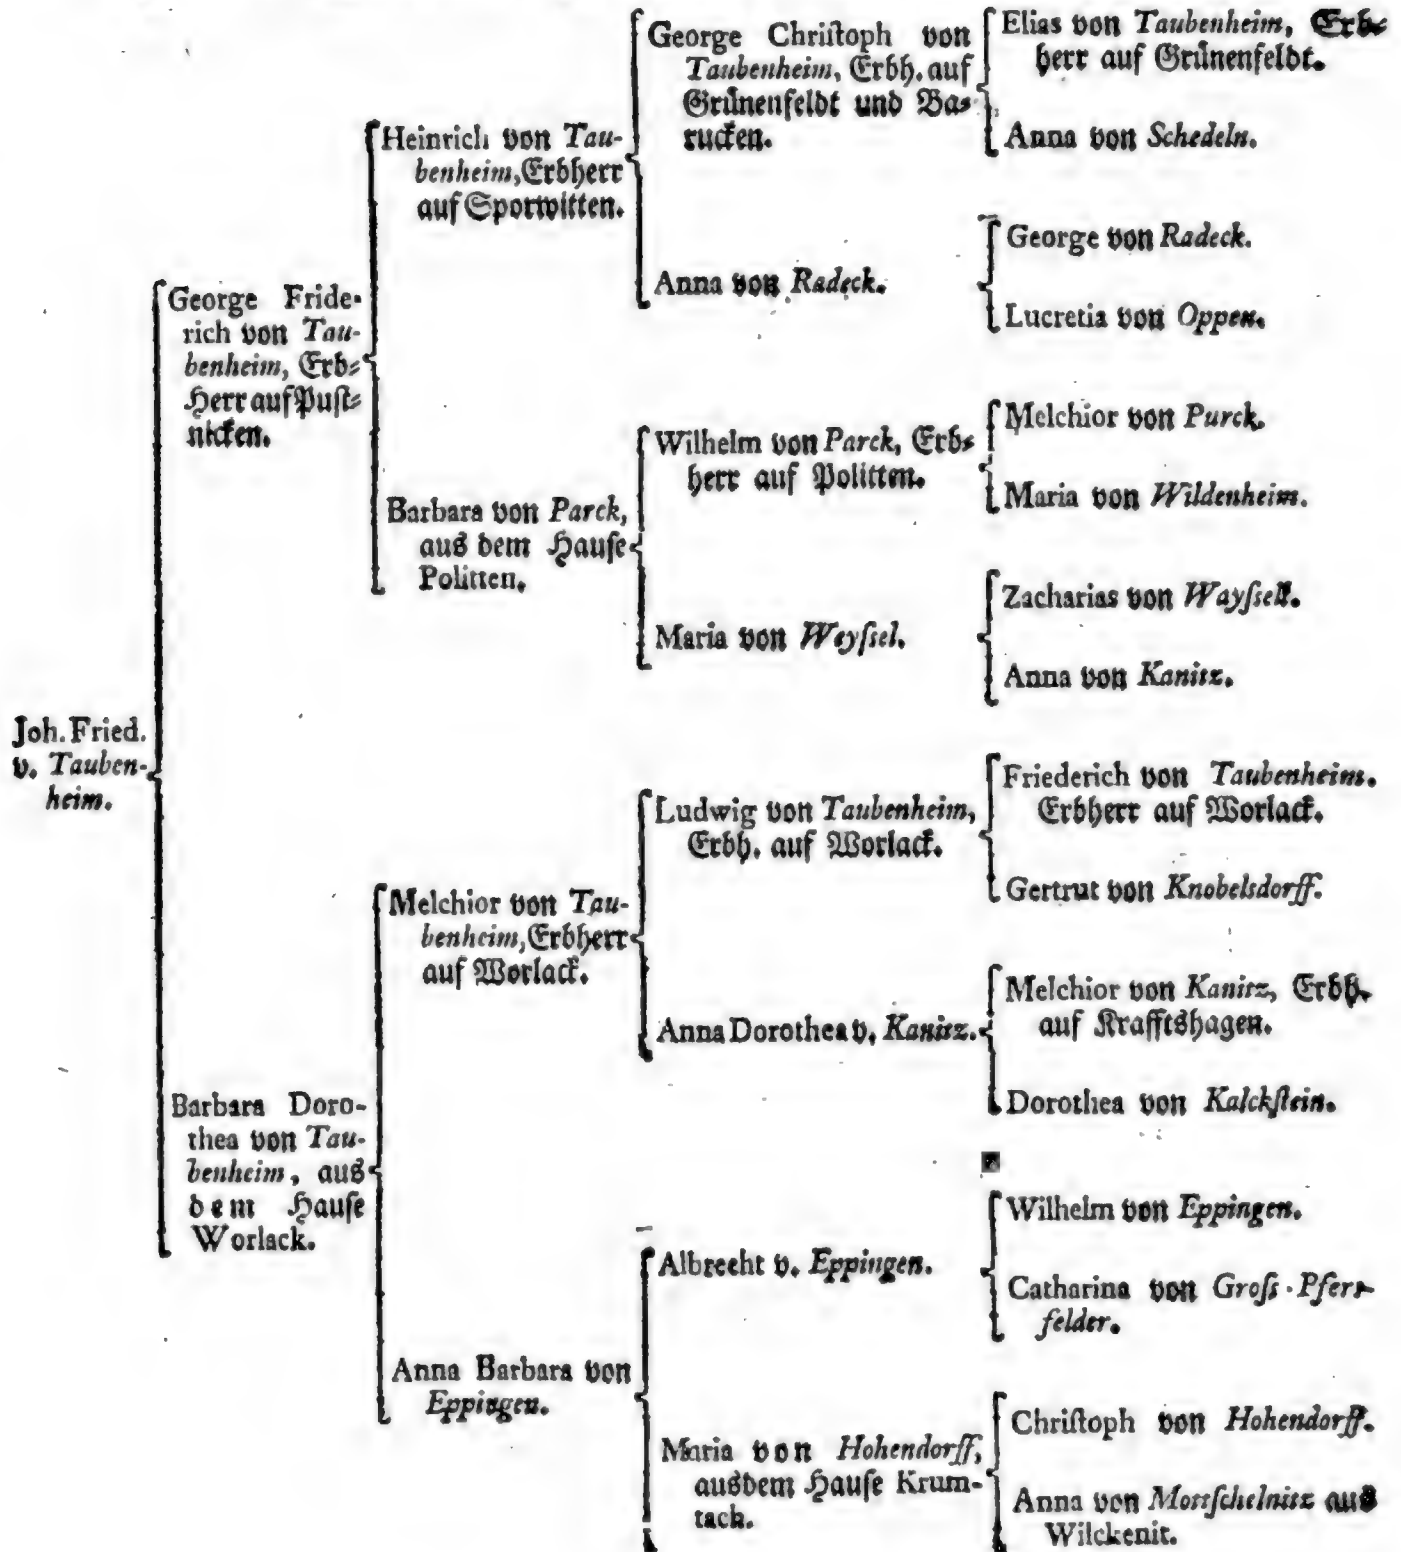 Joh. Fried.
v. Tauben-
heim.
George Fride-
rich von Tau-
benheim, Erb-
Herr auf Pust-
nicken.
Barbara Doro-
thea von Tau-
benheim, aus
dem Hause
Worlack.
Heinrich von Tau-
benheim, Erbherr
auf Sportwitten.
Barbara von Parck,
aus dem Hause
Politten.
Melchior von Tau-
benheim, Erbherr
auf Worlack.
Anna Barbara von
Eppingen.
George Chriſtoph von
Taubenheim, Erbh. auf
Grünenfeldt und Ba-
rucken.
Anna von Radeck.
Wilhelm von Parck, Erb-
herr auf Politten.
Maria von Weyſsel.
Ludwig von Taubenheim,
Erbh. auf Worlack.
Anna Dorothea v. Kanitz.
Albrecht v. Eppingen.
Maria von Hohendorff,
aus dem Hauſe Krum-
tach.
Elias von Taubenheim, Erb-
herr auf Grünenfeldt.
Anna von Schedeln.
George von Radeck.
Lucretia von Oppen.
Melchior von Purck.
Maria von Wildenheim.
Zacharias von Wayſsell.
Anna von Kanitz.
Friederich von Taubenheim.
Erbherr auf Worlack.
Gertrut von Knobelsdorff.
Melchior von Kanitz, Erbh.
auf Krafftshagen.
Dorothea von Kalckſtein.
Wilhelm von Eppingen.
Catharina von Groſs-Pfers-
felder.
Chriſtoph von Hohendorff.
Anna von aus
Wilckenit.